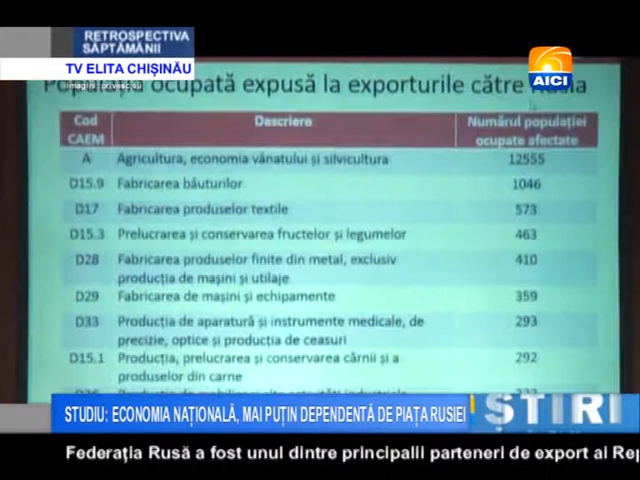 RETROSPECTIVA
SĂPTĂMÂNII
TV ELITA CHIȘINĂU
Imagini: privesc.eu
AICI
Populație ocupată expusă la exporturile către Rusia
Cod CAEM Descriere Numărul populației ocupate afectate
A Agricultura, economia vânatului și silvicultura 12555
D15.9 Fabricarea băuturilor 1046
D17 Fabricarea produselor textile 573
D15.3 Prelucrarea și conservarea fructelor și legumelor 463
D28 Fabricarea produselor finite din metal, exclusiv 410
producția de mașini și utilaje
D29 Fabricarea de mașini și echipamente 359
D33 Producția de aparatură și instrumente medicale, de 293
precizie, optice și producția de ceasuri
D15.1 Producția, prelucrarea și conservarea cărnii și a 292
produselor din carne
STUDIU: ECONOMIA NAȚIONALĂ, MAI PUȚIN DEPENDENTĂ DE PIAȚA RUSIEI
ȘTIRI
Federația Rusă a fost unul dintre principalii parteneri de export al Rep